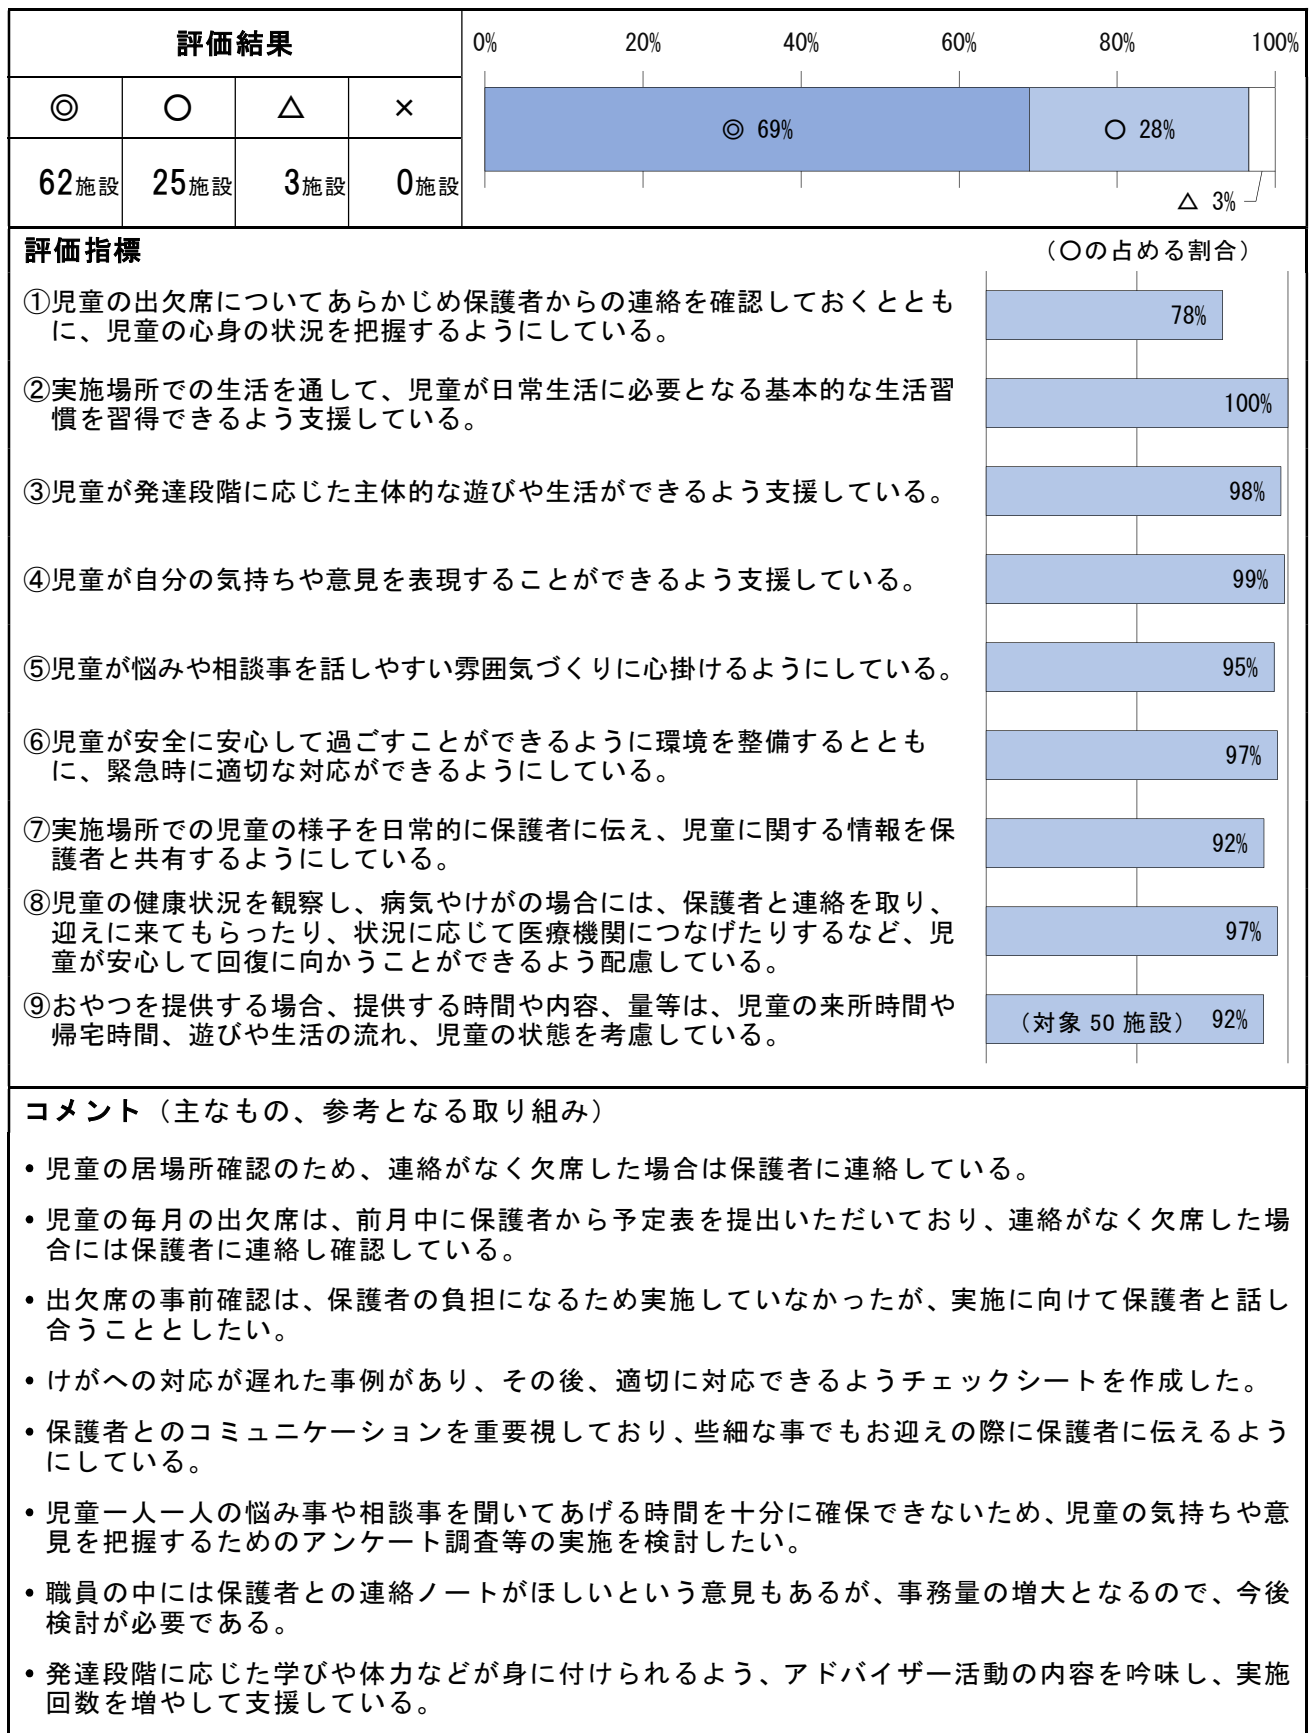 評価結果
0% 20% 40% 60% 80% 100%
◎ ○ △ ×
62施設 25施設 3施設 0施設
◎ 69% ○ 28%
△ 3%
評価指標
（○の占める割合）
①児童の出欠席についてあらかじめ保護者からの連絡を確認しておくととも
に、児童の心身の状況を把握するようにしている。
78%
②実施場所での生活を通して、児童が日常生活に必要となる基本的な生活習
慣を習得できるよう支援している。
100%
③児童が発達段階に応じた主体的な遊びや生活ができるよう支援している。
98%
④児童が自分の気持ちや意見を表現することができるよう支援している。
99%
⑤児童が悩みや相談事を話しやすい雰囲気づくりに心掛けるようにしている。
95%
⑥児童が安全に安心して過ごすことができるように環境を整備するととも
に、緊急時に適切な対応ができるようにしている。
97%
⑦実施場所での児童の様子を日常的に保護者に伝え、児童に関する情報を保
護者と共有するようにしている。
92%
⑧児童の健康状況を観察し、病気やけがの場合には、保護者と連絡を取り、
迎えに来てもらったり、状況に応じて医療機関につなげたりするなど、児
童が安心して回復に向かうことができるよう配慮している。
97%
⑨おやつを提供する場合、提供する時間や内容、量等は、児童の来所時間や
帰宅時間、遊びや生活の流れ、児童の状態を考慮している。
（対象 50 施設） 92%
コメント（主なもの、参考となる取り組み）
• 児童の居場所確認のため、連絡がなく欠席した場合は保護者に連絡している。
• 児童の毎月の出欠席は、前月中に保護者から予定表を提出いただいており、連絡がなく欠席した場
合には保護者に連絡し確認している。
• 出欠席の事前確認は、保護者の負担になるため実施していなかったが、実施に向けて保護者と話し
合うこととしたい。
• けがへの対応が遅れた事例があり、その後、適切に対応できるようチェックシートを作成した。
• 保護者とのコミュニケーションを重要視しており、些細な事でもお迎えの際に保護者に伝えるよう
にしている。
• 児童一人一人の悩み事や相談事を聞いてあげる時間を十分に確保できないため、児童の気持ちや意
見を把握するためのアンケート調査等の実施を検討したい。
• 職員の中には保護者との連絡ノートがほしいという意見もあるが、事務量の増大となるので、今後
検討が必要である。
• 発達段階に応じた学びや体力などが身に付けられるよう、アドバイザー活動の内容を吟味し、実施
回数を増やして支援している。